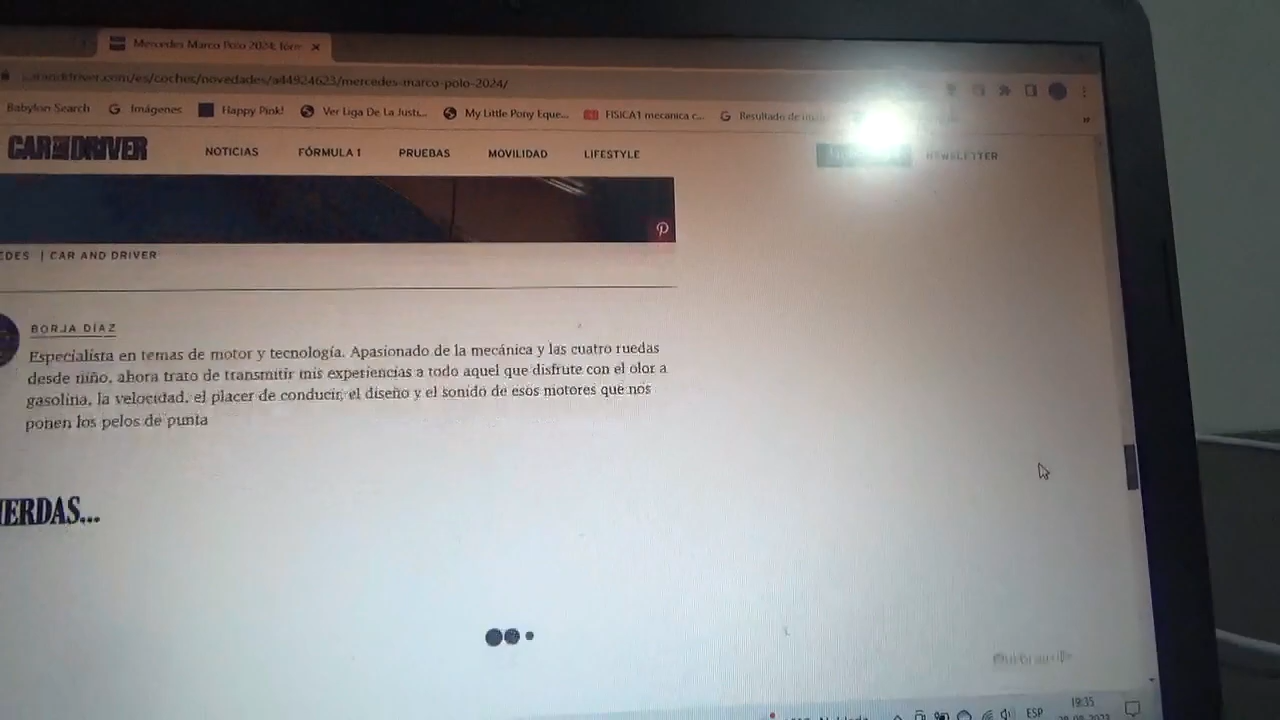 Mercedes Marco Polo 2024: fórm
.com/es/coches/novedades/a44924623/mercedes-marco-polo-2024/
Babylon Search Imágenes Happy Pink! Ver Liga De La Justi... My Little Pony Eque... FISICA1 mecanica c... Resultado de
»
CAR AND DRIVER NOTICIAS FÓRMULA 1 PRUEBAS MOVILIDAD LIFESTYLE NEWSLETTER
EDES | CAR AND DRIVER
BORJA DÍAZ
Especialista en temas de motor y tecnología. Apasionado de la mecánica y las cuatro ruedas
desde niño, ahora trato de transmitir mis experiencias a todo aquel que disfrute con el olor a
gasolina, la velocidad, el placer de conducir, el diseño y el sonido de esos motores que nos
ponen los pelos de punta
IERDAS...
ESP 19:35